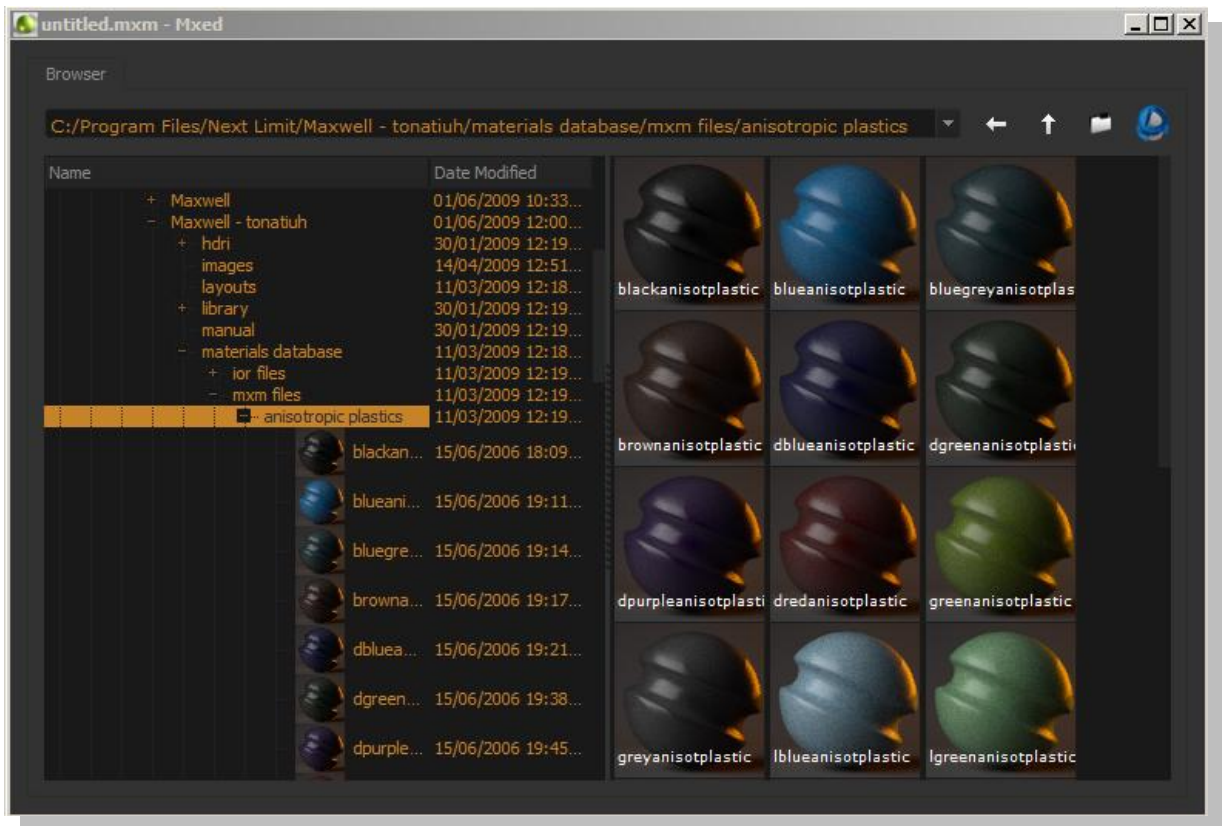 untitled.mxm - Mxed
Browser
C:/Program Files/Next Limit/Maxwell - tonatiuh/materials database/mxm files/anisotropic plastics
Name Date Modified
Maxwell 01/06/2009 10:33...
Maxwell - tonatiuh 01/06/2009 12:00...
hdri 30/01/2009 12:19...
images 14/04/2009 12:51...
layouts 11/03/2009 12:18...
library 30/01/2009 12:19...
manual 30/01/2009 12:19...
materials database 11/03/2009 12:18...
ior files 11/03/2009 12:19...
mxm files 11/03/2009 12:19...
anisotropic plastics 11/03/2009 12:19...
blackan... 15/06/2006 18:09...
blueani... 15/06/2006 19:11...
bluegre... 15/06/2006 19:14...
browna... 15/06/2006 19:17...
dbluea... 15/06/2006 19:21...
dgreen... 15/06/2006 19:38...
dpurple... 15/06/2006 19:45...
blackanisotplastic blueanisotplastic bluegreyanisotplas
brownanisotplastic dblueanisotplastic dgreenanisotplasti
dpurpleanisotplasti dredanisotplastic greenanisotplastic
greyanisotplastic lblueanisotplastic lgreenanisotplastic